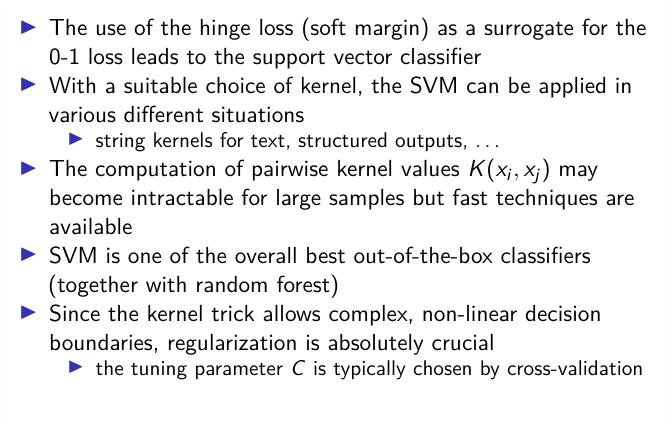 ▶ The use of the hinge loss (soft margin) as a surrogate for the
0-1 loss leads to the support vector classifier
▶ With a suitable choice of kernel, the SVM can be applied in
various different situations
▶ string kernels for text, structured outputs, . . .
▶ The computation of pairwise kernel values K(x_i, x_j) may
become intractable for large samples but fast techniques are
available
▶ SVM is one of the overall best out-of-the-box classifiers
(together with random forest)
▶ Since the kernel trick allows complex, non-linear decision
boundaries, regularization is absolutely crucial
▶ the tuning parameter C is typically chosen by cross-validation